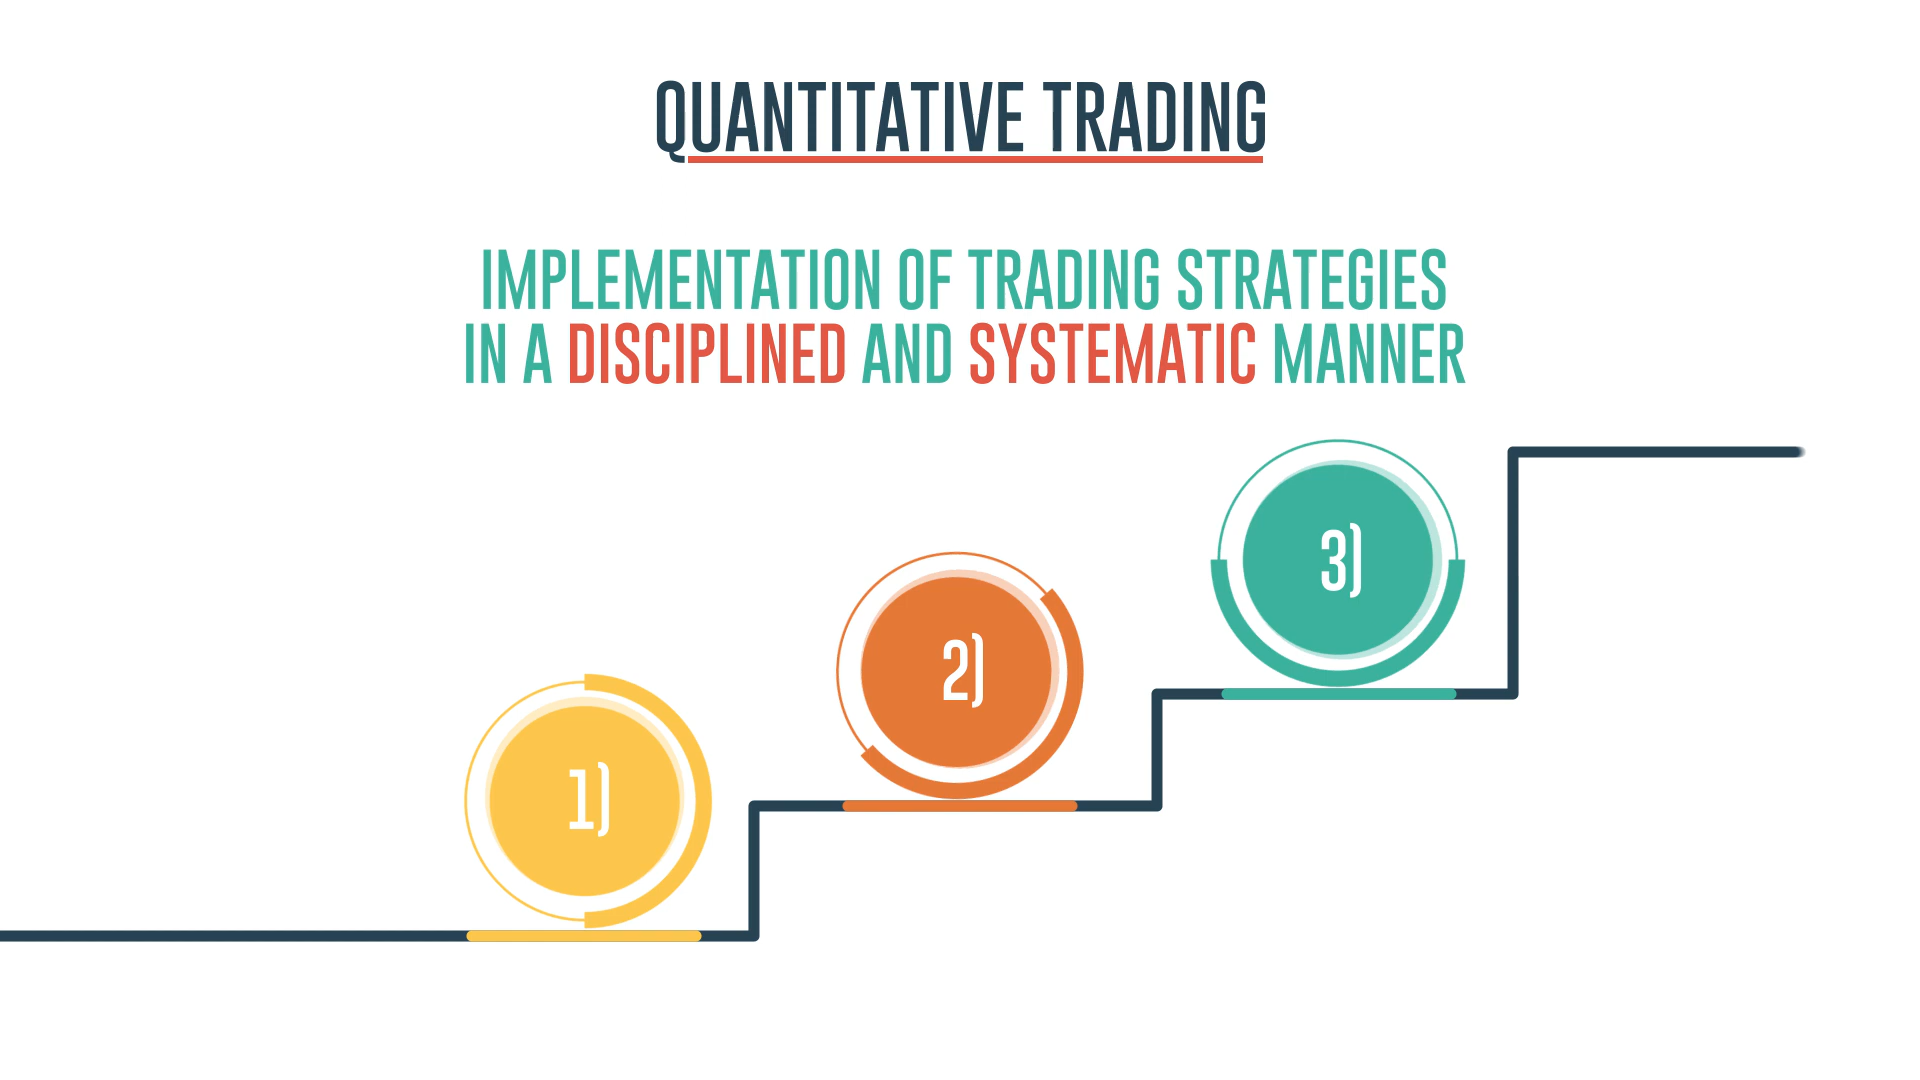 QUANTITATIVE TRADING
IMPLEMENTATION OF TRADING STRATEGIES
IN A DISCIPLINED AND SYSTEMATIC MANNER
3)
2)
1)